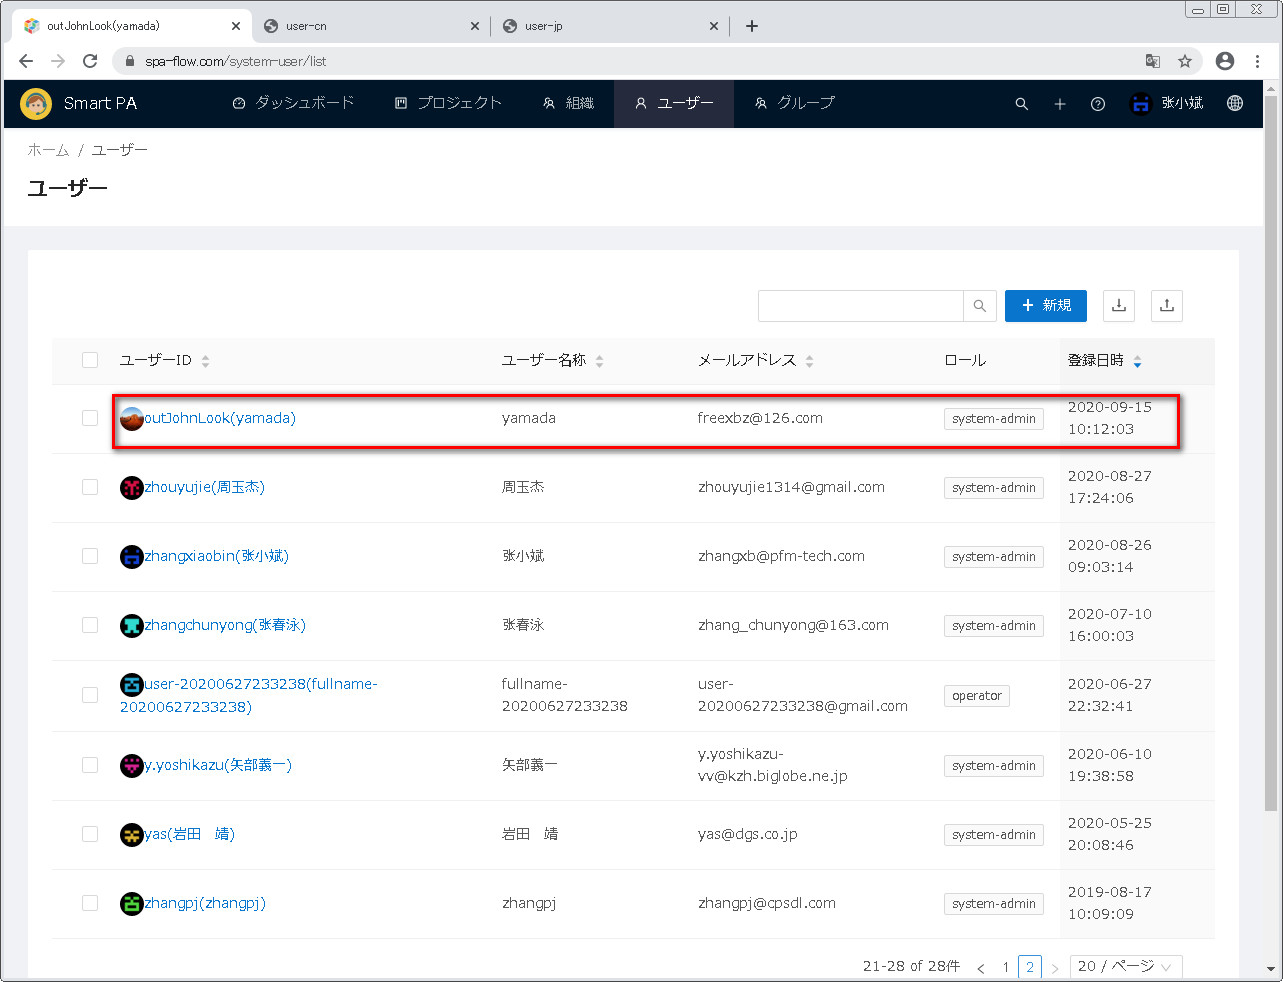 outJohnLook(yamada)
user-cn
user-jp
spa-flow.com/system-user/list
Smart PA
ダッシュボード
プロジェクト
組織
ユーザー
グループ
张小斌
ホーム / ユーザー
ユーザー
新規
ユーザーID ユーザー名称 メールアドレス ロール 登録日時
outJohnLook(yamada) yamada freexbz@126.com system-admin 2020-09-15
10:12:03
zhouyujie(周玉杰) 周玉杰 zhouyujie1314@gmail.com system-admin 2020-08-27
17:24:06
zhangxiaobin(张小斌) 张小斌 zhangxb@pfm-tech.com system-admin 2020-08-26
09:03:14
zhangchunyong(张春泳) 张春泳 zhang_chunyong@163.com system-admin 2020-07-10
16:00:03
user-20200627233238(fullname- fullname- user- operator 2020-06-27
20200627233238) 20200627233238 20200627233238@gmail.com 22:32:41
y.yoshikazu(矢部義一) 矢部義一 y.yoshikazu- system-admin 2020-06-10
vv@kzh.biglobe.ne.jp 19:38:58
yas(岩田　靖) 岩田　靖 yas@dgs.co.jp system-admin 2020-05-25
20:08:46
zhangpj(zhangpj) zhangpj zhangpj@cpsdl.com system-admin 2019-08-17
10:09:09
21-28 of 28件 < 1 2 > 20 / ページ